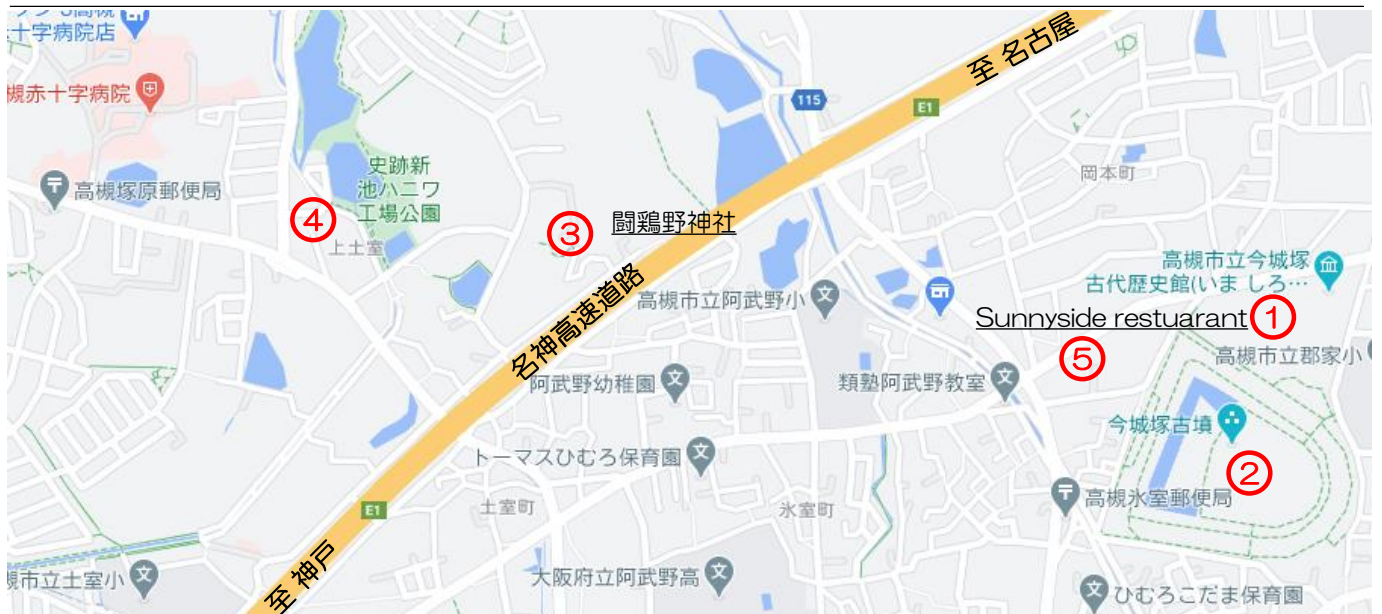 十字病院店
槻赤十字病院
高槻塚原郵便局
④
上土室
史跡新
池ハニワ
工場公園
③
闘鶏野神社
名神高速道路
至 名古屋
115
E1
岡本町
高槻市立阿武野小
高槻市立今城塚
古代歴史館(いましろ…
Sunnyside restuarant
①
⑤
高槻市立郡家小
阿武野幼稚園
類塾阿武野教室
今城塚古墳
②
トーマスひむろ保育園
高槻氷室郵便局
土室町
氷室町
E1
至 神戸
槻市立土室小
大阪府立阿武野高
ひむろこだま保育園